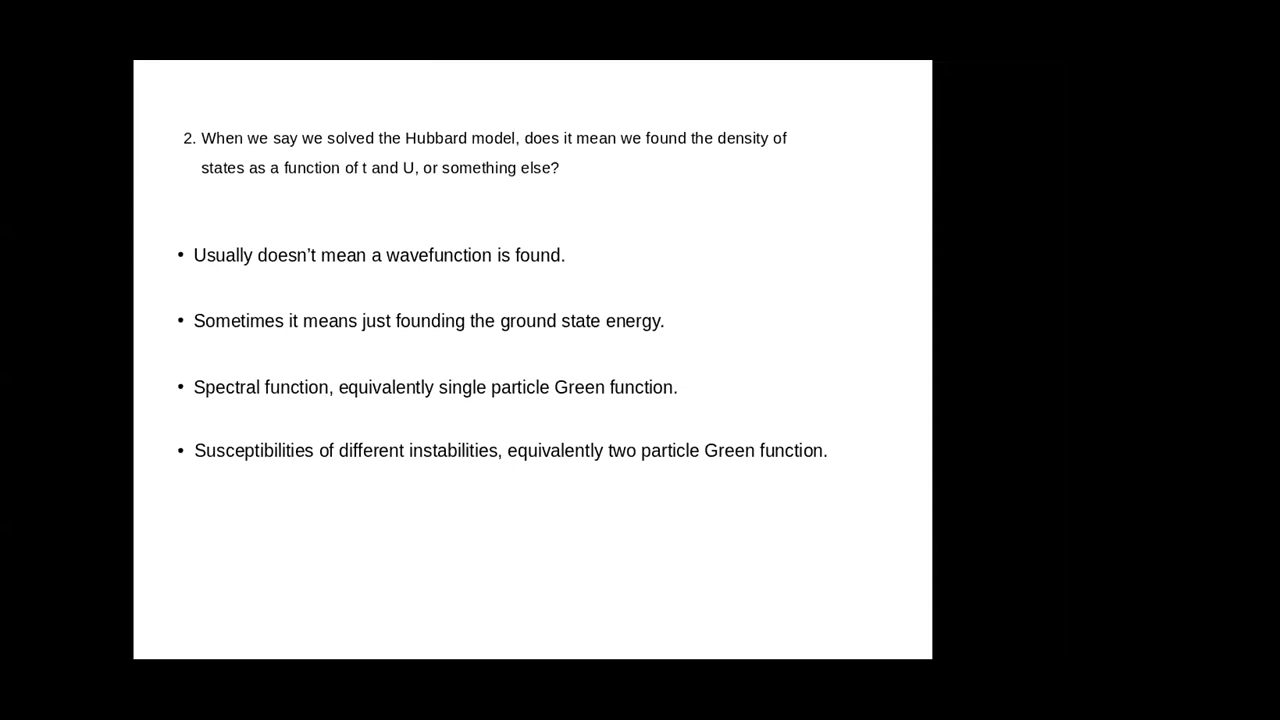 2. When we say we solved the Hubbard model, does it mean we found the density of
states as a function of t and U, or something else?
• Usually doesn’t mean a wavefunction is found.
• Sometimes it means just founding the ground state energy.
• Spectral function, equivalently single particle Green function.
• Susceptibilities of different instabilities, equivalently two particle Green function.